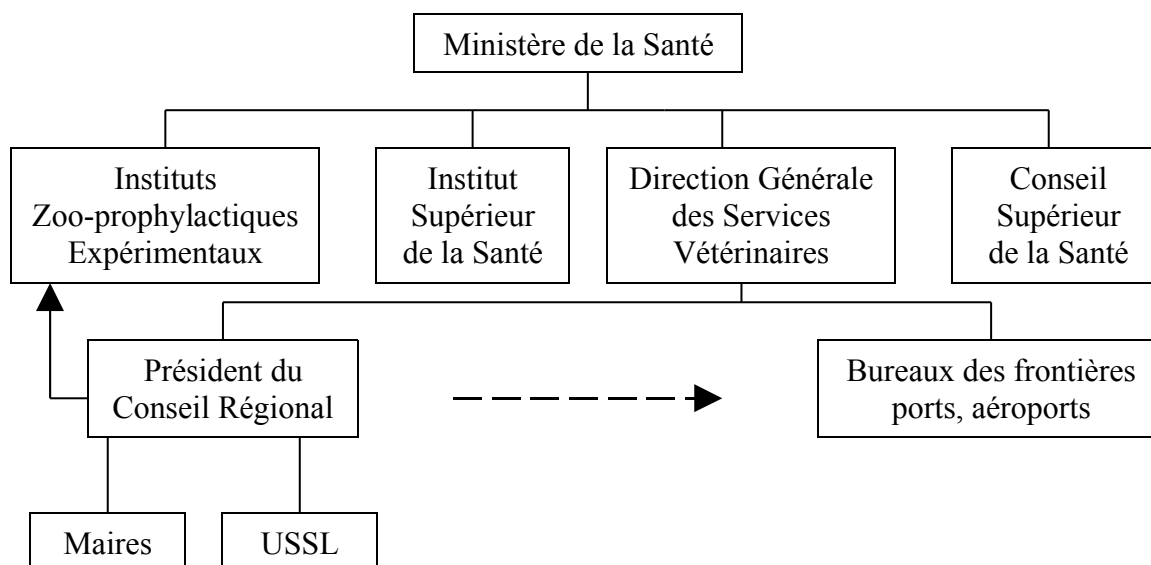 Ministère de la Santé
Instituts
Zoo-prophylactiques
Expérimentaux
Institut
Supérieur
de la Santé
Direction Générale
des Services
Vétérinaires
Conseil
Supérieur
de la Santé
Président du
Conseil Régional
Bureaux des frontières
ports, aéroports
Maires
USSL